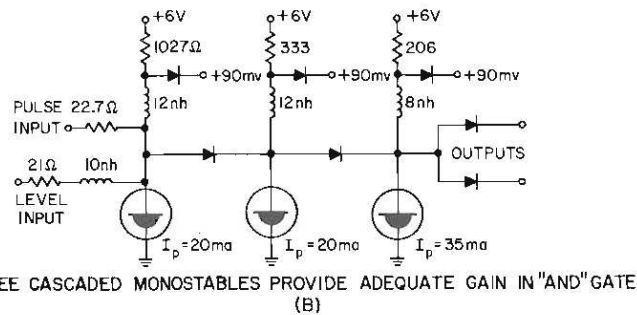 +6V +6V +6V
1027Ω 333 206
+90mv +90mv +90mv
12nh 12nh 8nh
PULSE 22.7Ω
INPUT
21Ω 10nh
LEVEL
INPUT
OUTPUTS
Ip=20ma Ip=20ma Ip=35ma
EE CASCADED MONOSTABLES PROVIDE ADEQUATE GAIN IN "AND" GATE
(B)